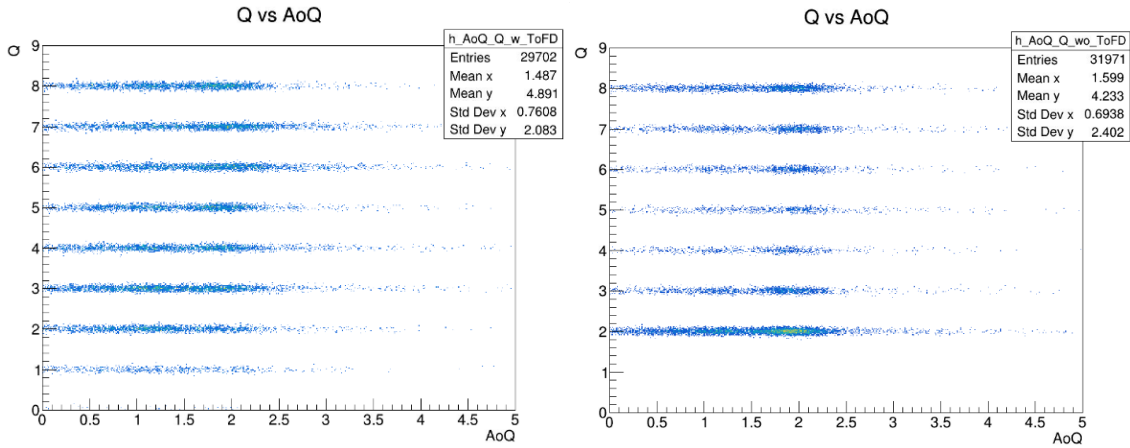 Q vs AoQ
h_AoQ_Q_w_ToFD
Entries 29702
Mean x 1.487
Mean y 4.891
Std Dev x 0.7608
Std Dev y 2.083
Q
9
8
7
6
5
4
3
2
1
0
0 0.5 1 1.5 2 2.5 3 3.5 4 4.5 5
AoQ
Q vs AoQ
h_AoQ_Q_wo_ToFD
Entries 31971
Mean x 1.599
Mean y 4.233
Std Dev x 0.6938
Std Dev y 2.402
Q
9
8
7
6
5
4
3
2
1
0
0 0.5 1 1.5 2 2.5 3 3.5 4 4.5 5
AoQ